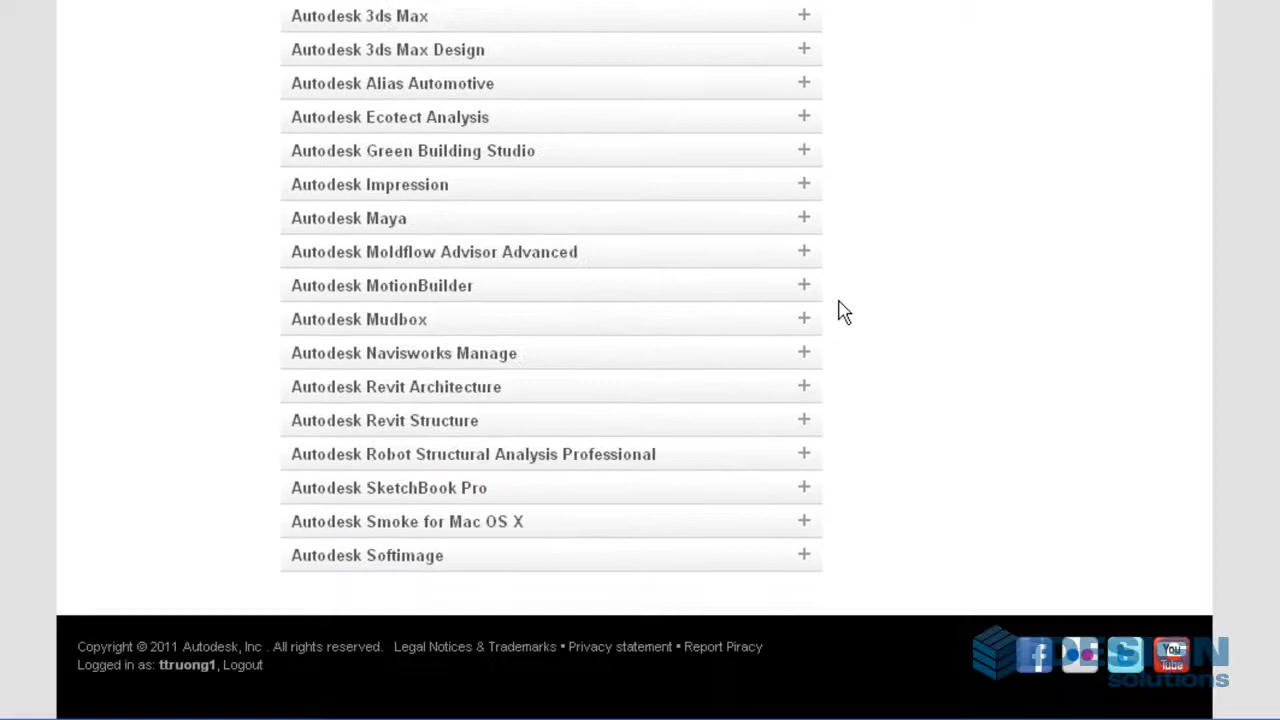 Autodesk 3ds Max
Autodesk 3ds Max Design
Autodesk Alias Automotive
Autodesk Ecotect Analysis
Autodesk Green Building Studio
Autodesk Impression
Autodesk Maya
Autodesk Moldflow Advisor Advanced
Autodesk MotionBuilder
Autodesk Mudbox
Autodesk Navisworks Manage
Autodesk Revit Architecture
Autodesk Revit Structure
Autodesk Robot Structural Analysis Professional
Autodesk SketchBook Pro
Autodesk Smoke for Mac OS X
Autodesk Softimage
Copyright © 2011 Autodesk, Inc . All rights reserved. Legal Notices & Trademarks ▪ Privacy statement ▪ Report Piracy
Logged in as: ttruong1, Logout
You
Tube
solutions